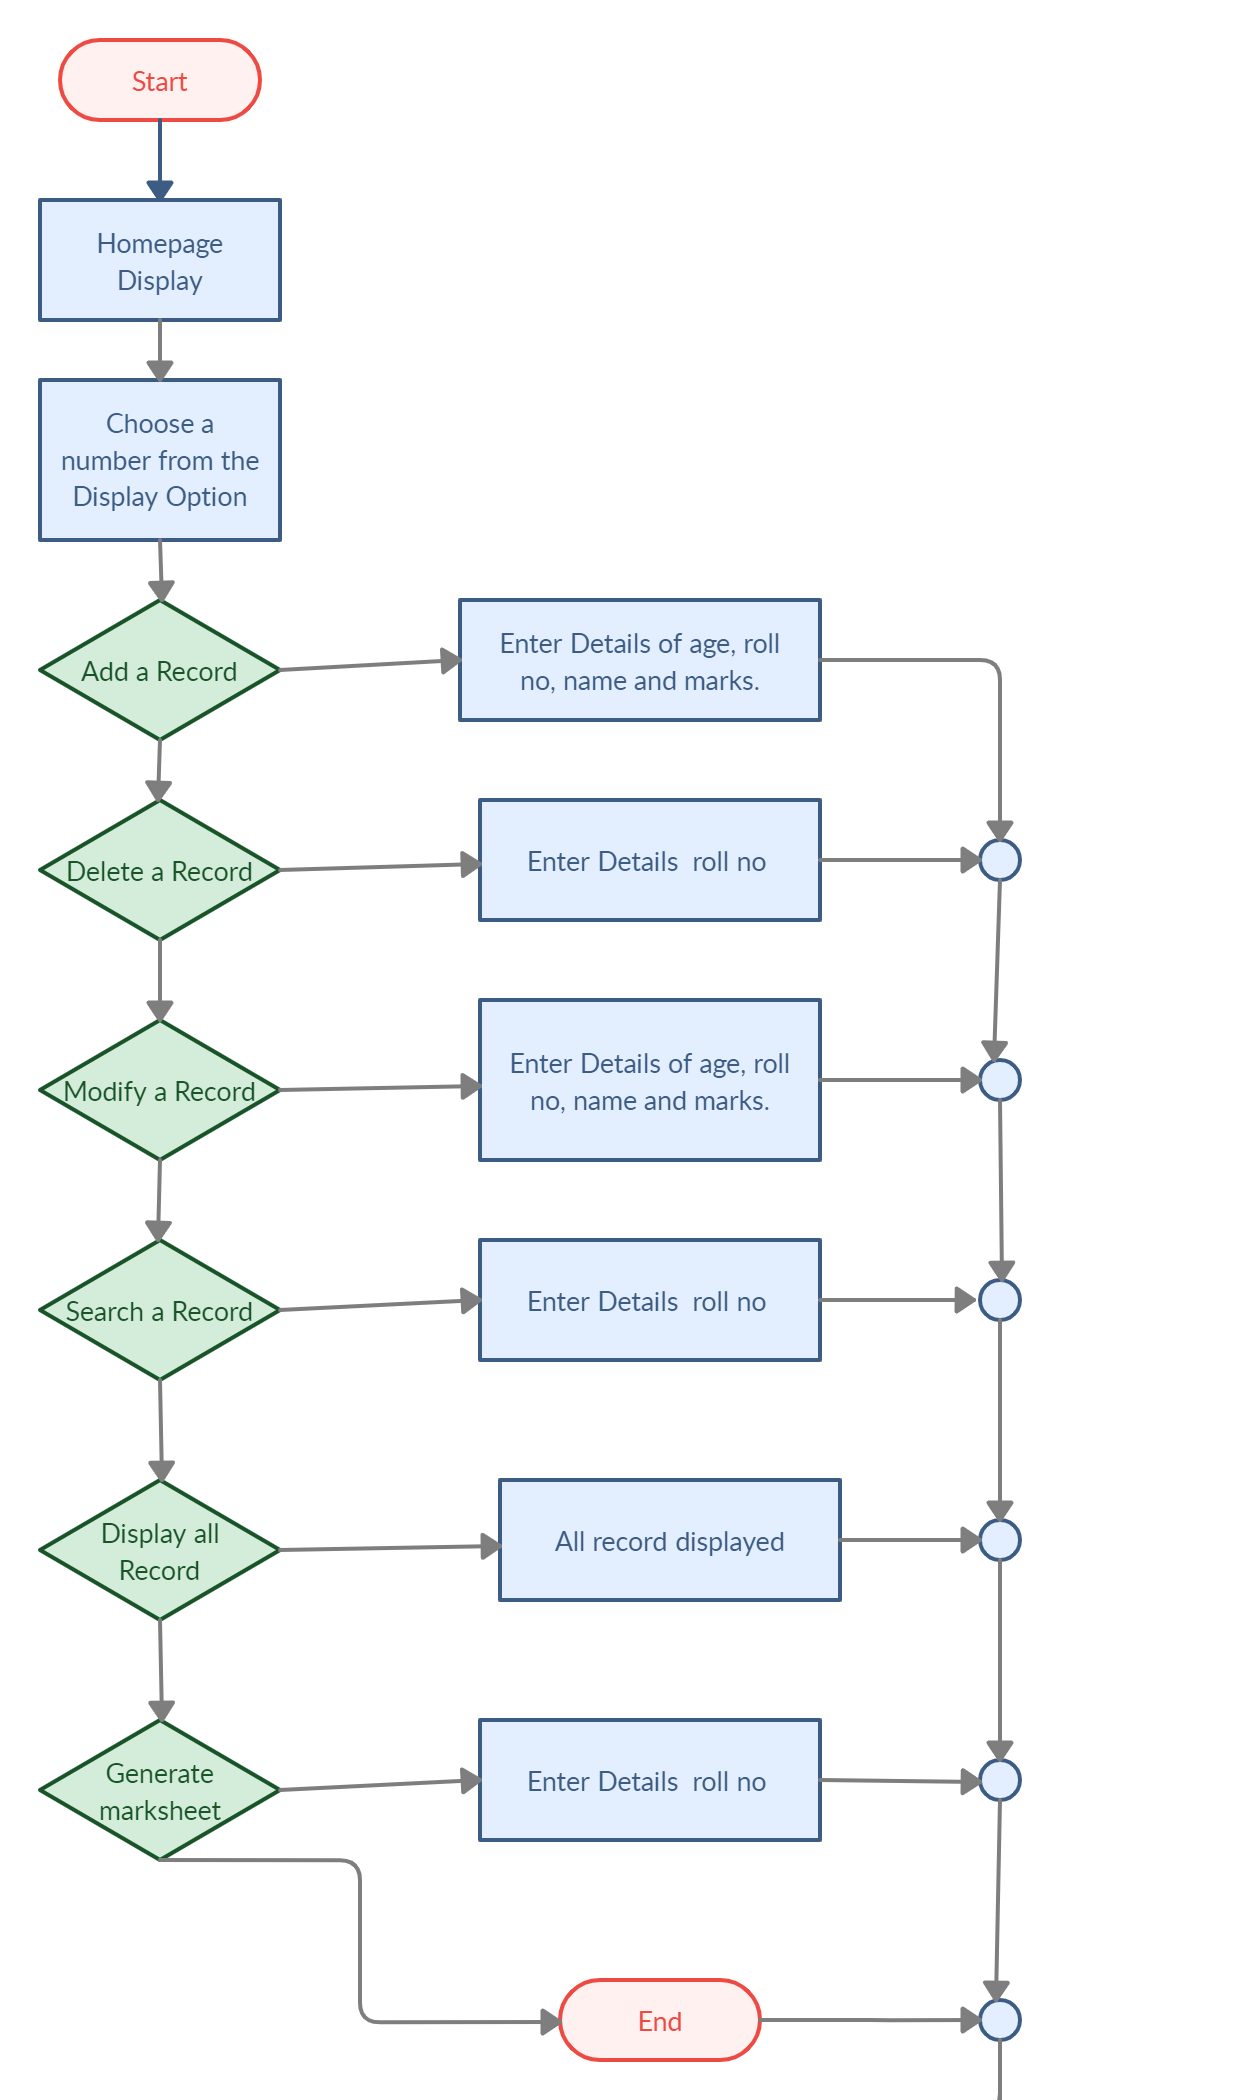 Start
Homepage
Display
Choose a
number from the
Display Option
Add a Record
Enter Details of age, roll
no, name and marks.
Delete a Record
Enter Details  roll no
Modify a Record
Enter Details of age, roll
no, name and marks.
Search a Record
Enter Details  roll no
Display all
Record
All record displayed
Generate
marksheet
Enter Details  roll no
End